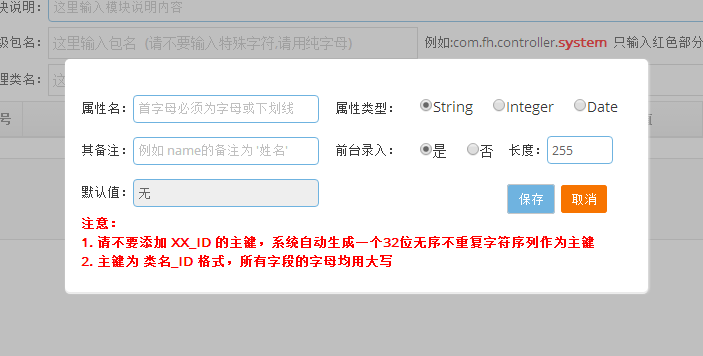 块说明： 这里输入模块说明内容
级包名： 这里输入包名 (请不要输入特殊字符,请用纯字母) 例如:com.fh.controller.system 只输入红色部分
理类名： 这
号
属性名： 首字母必须为字母或下划线 属性类型： String Integer Date
其备注： 例如 name的备注为 '姓名' 前台录入： 是 否 长度： 255
默认值： 无 保存 取消
注意：
1. 请不要添加 XX_ID 的主键，系统自动生成一个32位无序不重复字符序列作为主键
2. 主键为 类名_ID 格式，所有字段的字母均用大写